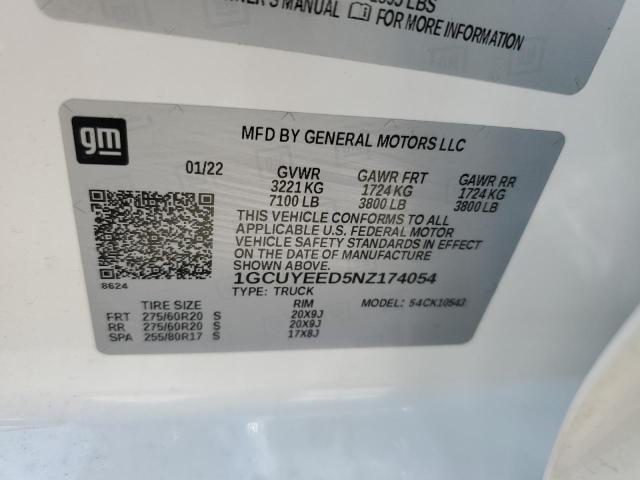 LBS
MANUAL FOR MORE INFORMATION
gm
MFD BY GENERAL MOTORS LLC
01/22 GVWR GAWR FRT GAWR RR
3221 KG 1724 KG 1724 KG
7100 LB 3800 LB 3800 LB
THIS VEHICLE CONFORMS TO ALL
APPLICABLE U.S. FEDERAL MOTOR
VEHICLE SAFETY STANDARDS IN EFFECT
ON THE DATE OF MANUFACTURE
SHOWN ABOVE.
8624
1GCUYEED5NZ174054
TYPE: TRUCK
TIRE SIZE RIM MODEL: 54CK10543
FRT 275/60R20 S 20X9J
RR 275/60R20 S 20X9J
SPA 255/80R17 S 17X8J